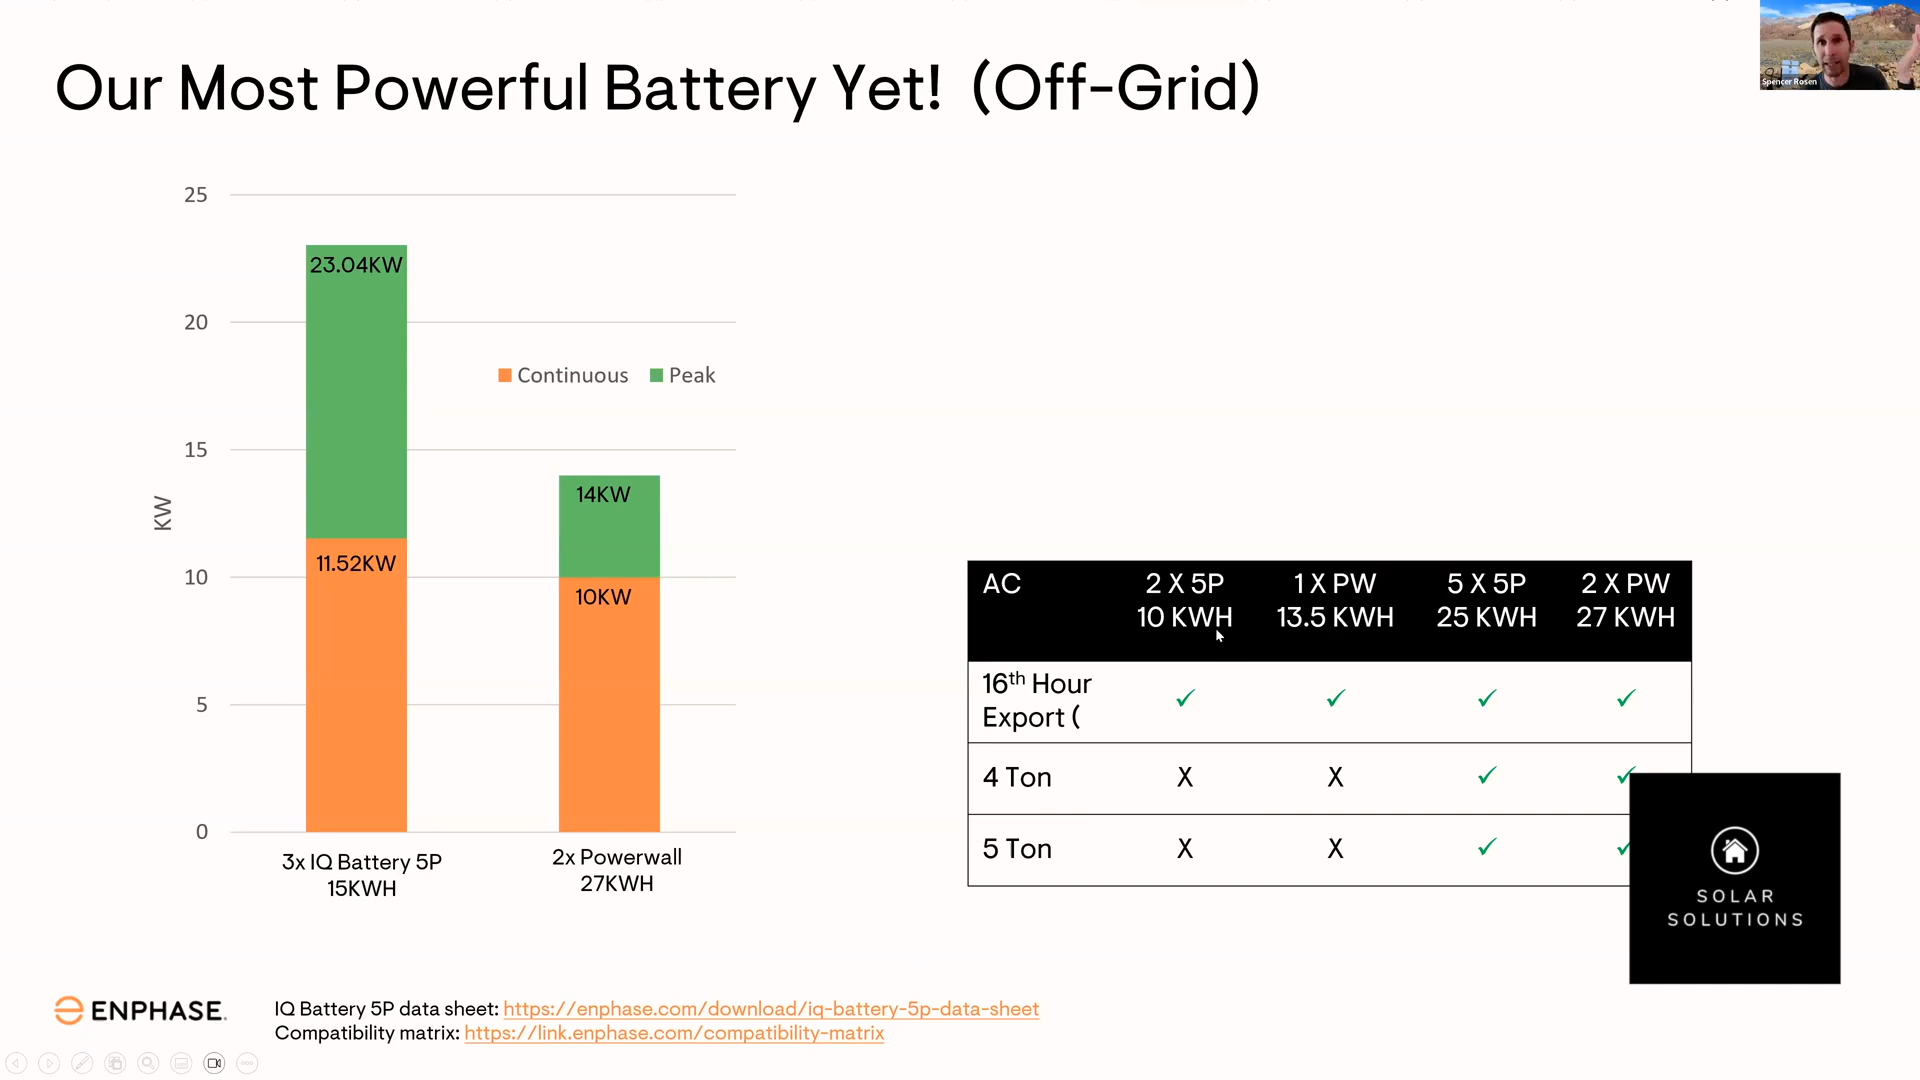 Our Most Powerful Battery Yet! (Off-Grid)
Spencer Rosen
25
20
15
10
5
0
KW
23.04KW
11.52KW
14KW
10KW
Continuous
Peak
3x IQ Battery 5P
15KWH
2x Powerwall
27KWH
AC
2 X 5P
10 KWH
1 X PW
13.5 KWH
5 X 5P
25 KWH
2 X PW
27 KWH
16th Hour
Export (
✓ ✓ ✓ ✓
4 Ton X X ✓ ✓
5 Ton X X ✓ ✓
SOLAR
SOLUTIONS
ENPHASE.
IQ Battery 5P data sheet: https://enphase.com/download/iq-battery-5p-data-sheet
Compatibility matrix: https://link.enphase.com/compatibility-matrix